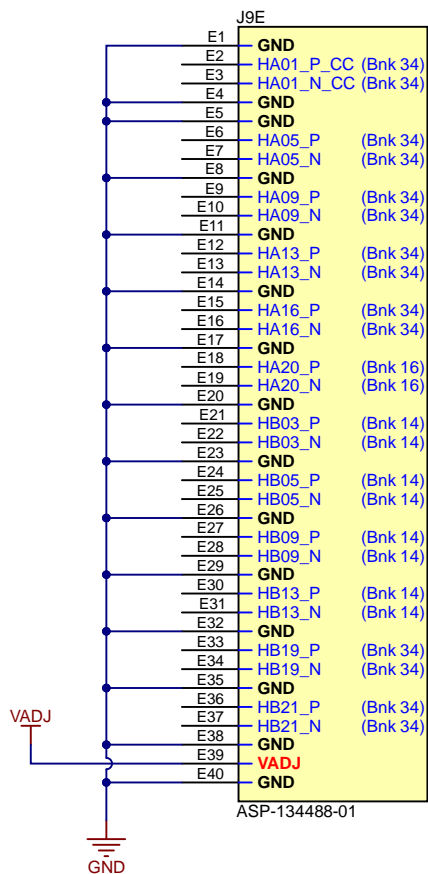 J9E
E1 GND
E2 HA01_P_CC (Bnk 34)
E3 HA01_N_CC (Bnk 34)
E4 GND
E5 GND
E6 HA05_P (Bnk 34)
E7 HA05_N (Bnk 34)
E8 GND
E9 HA09_P (Bnk 34)
E10 HA09_N (Bnk 34)
E11 GND
E12 HA13_P (Bnk 34)
E13 HA13_N (Bnk 34)
E14 GND
E15 HA16_P (Bnk 34)
E16 HA16_N (Bnk 34)
E17 GND
E18 HA20_P (Bnk 16)
E19 HA20_N (Bnk 16)
E20 GND
E21 HB03_P (Bnk 14)
E22 HB03_N (Bnk 14)
E23 GND
E24 HB05_P (Bnk 14)
E25 HB05_N (Bnk 14)
E26 GND
E27 HB09_P (Bnk 14)
E28 HB09_N (Bnk 14)
E29 GND
E30 HB13_P (Bnk 14)
E31 HB13_N (Bnk 14)
E32 GND
E33 HB19_P (Bnk 34)
E34 HB19_N (Bnk 34)
E35 GND
E36 HB21_P (Bnk 34)
VADJ
E37 HB21_N (Bnk 34)
E38 GND
E39 VADJ
E40 GND
ASP-134488-01
GND